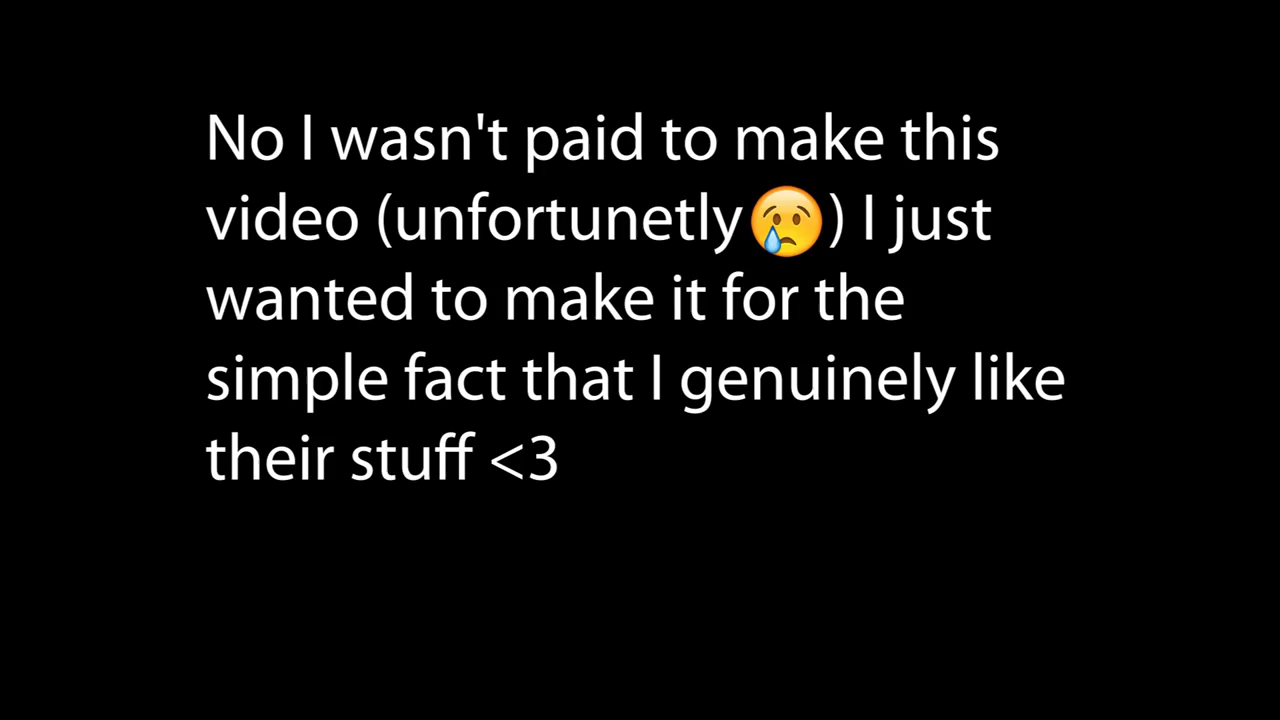 No I wasn't paid to make this
video (unfortunetly😢) I just
wanted to make it for the
simple fact that I genuinely like
their stuff <3